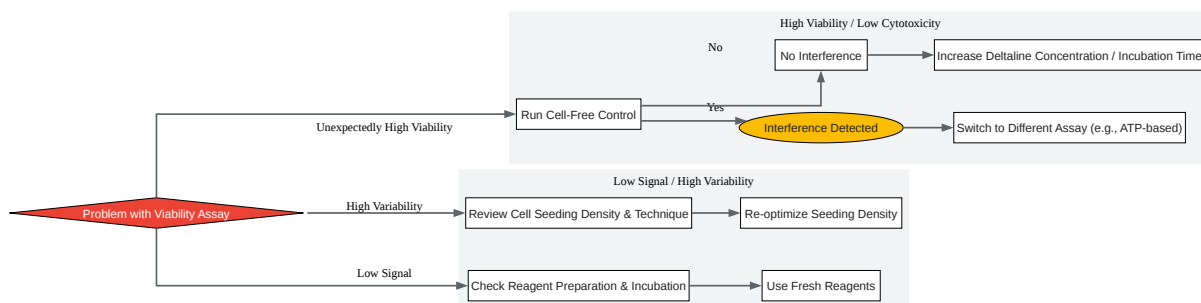 High Viability / Low Cytotoxicity
No
No Interference
Increase Deltaline Concentration / Incubation Time
Unexpectedly High Viability
Run Cell-Free Control
Yes
Interference Detected
Switch to Different Assay (e.g., ATP-based)
Low Signal / High Variability
Problem with Viability Assay
High Variability
Review Cell Seeding Density & Technique
Re-optimize Seeding Density
Low Signal
Check Reagent Preparation & Incubation
Use Fresh Reagents